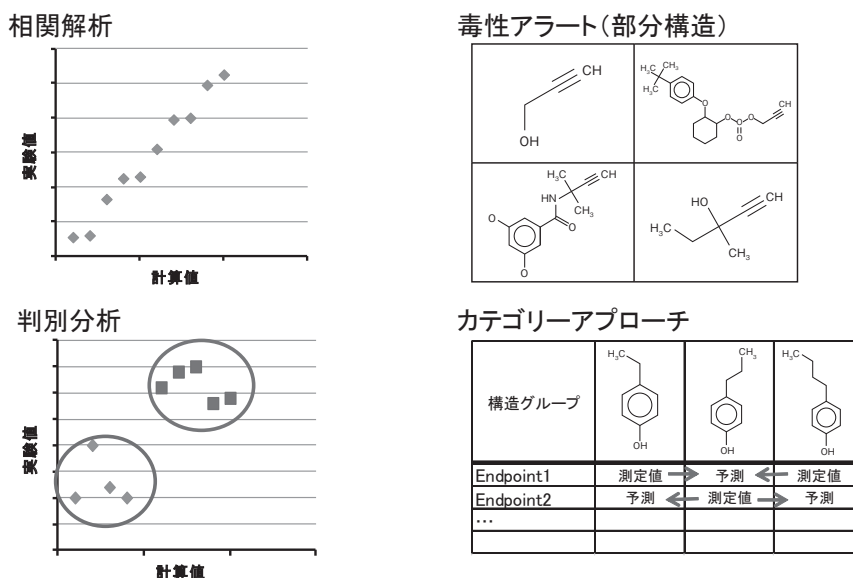 相関解析
実験値
計算値
毒性アラート（部分構造）
CH
OH
H₃C
CH₃
H₃C
O
O
O
O
O
CH
H₃C
CH
HN
CH₃
O
O
O
HO
CH
H₃C
CH₃
判別分析
実験値
計算値
カテゴリーアプローチ
構造グループ
H₃C
OH
CH₃
OH
H₃C
OH
Endpoint1 測定値 予測 測定値
Endpoint2 予測 測定値 予測
…